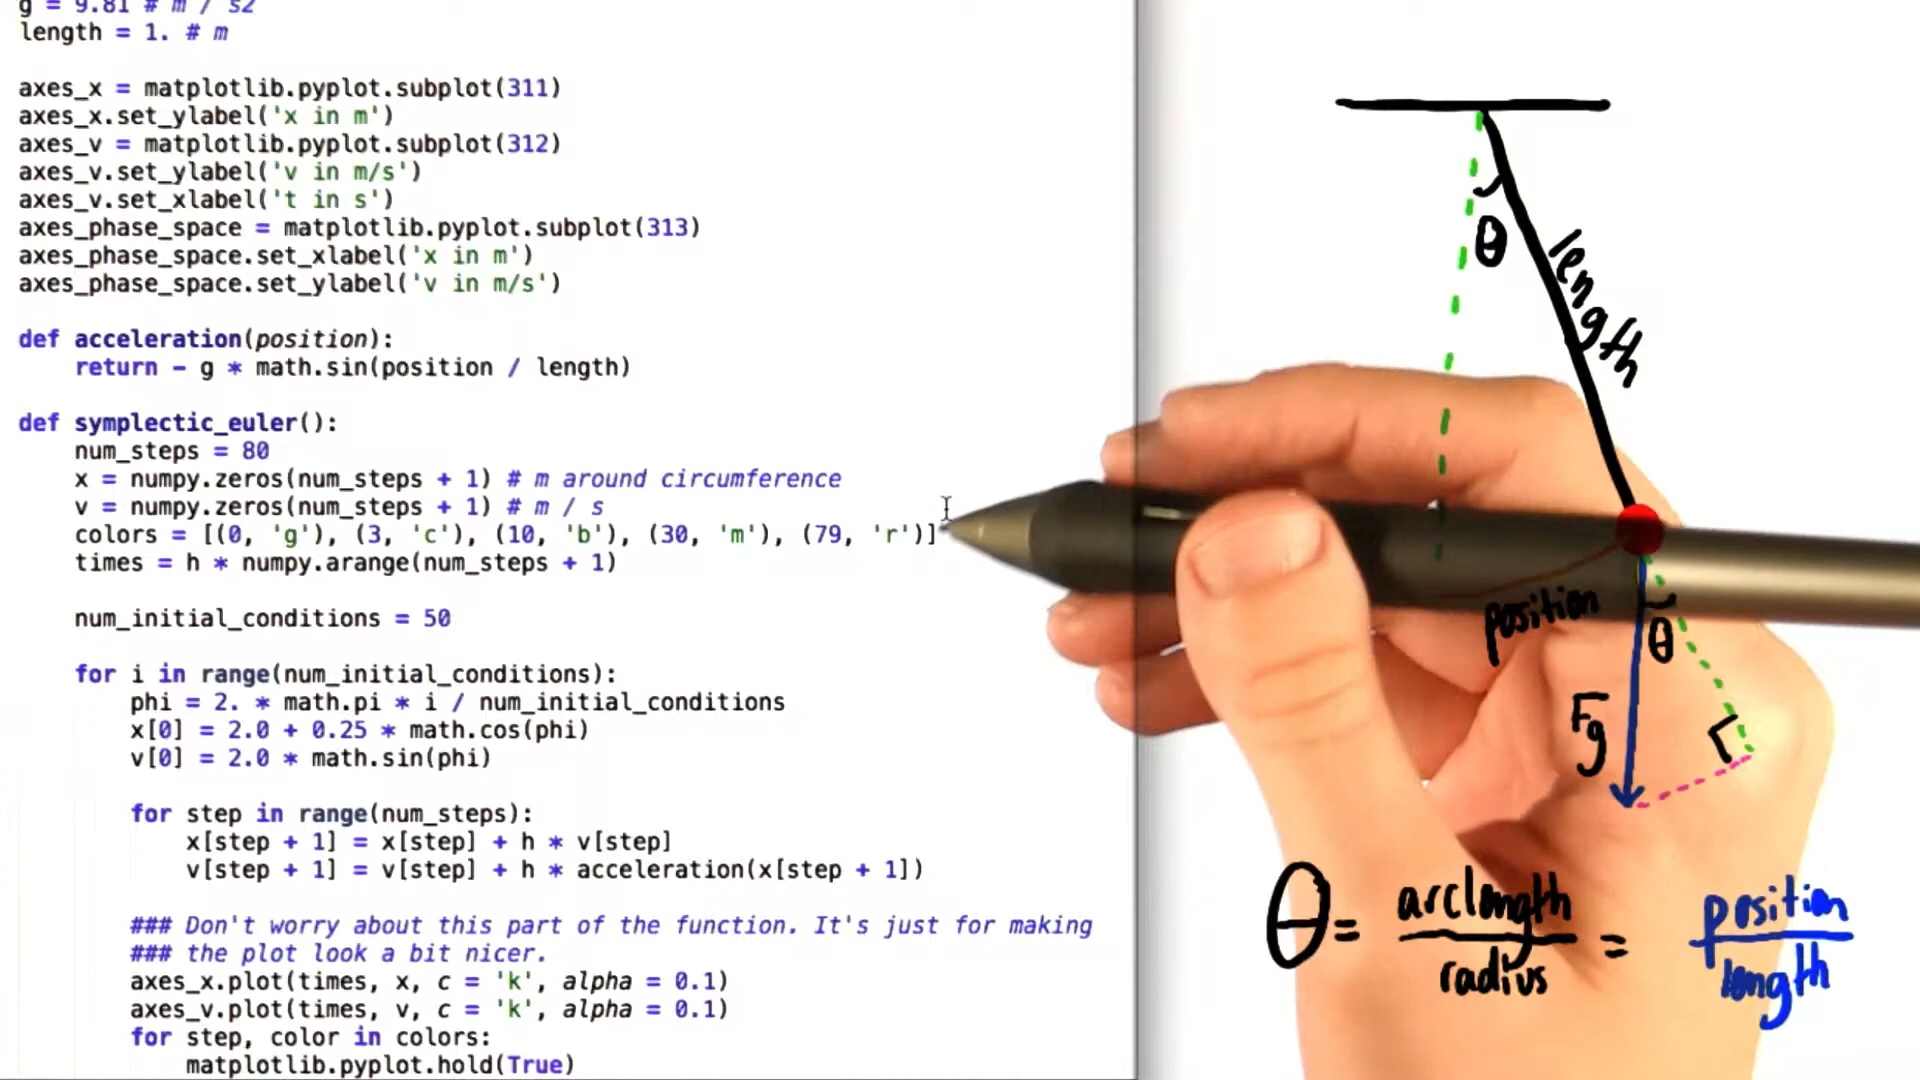 g = 9.81 # m / s2
length = 1. # m
axes_x = matplotlib.pyplot.subplot(311)
axes_x.set_ylabel('x in m')
axes_v = matplotlib.pyplot.subplot(312)
axes_v.set_ylabel('v in m/s')
axes_v.set_xlabel('t in s')
axes_phase_space = matplotlib.pyplot.subplot(313)
axes_phase_space.set_xlabel('x in m')
axes_phase_space.set_ylabel('v in m/s')
def acceleration(position):
return - g * math.sin(position / length)
def symplectic_euler():
num_steps = 80
x = numpy.zeros(num_steps + 1) # m around circumference
v = numpy.zeros(num_steps + 1) # m / s
colors = [(0, 'g'), (3, 'c'), (10, 'b'), (30, 'm'), (79, 'r')]
times = h * numpy.arange(num_steps + 1)
num_initial_conditions = 50
for i in range(num_initial_conditions):
phi = 2. * math.pi * i / num_initial_conditions
x[0] = 2.0 + 0.25 * math.cos(phi)
v[0] = 2.0 * math.sin(phi)
for step in range(num_steps):
x[step + 1] = x[step] + h * v[step]
v[step + 1] = v[step] + h * acceleration(x[step + 1])
### Don't worry about this part of the function. It's just for making
### the plot look a bit nicer.
axes_x.plot(times, x, c = 'k', alpha = 0.1)
axes_v.plot(times, v, c = 'k', alpha = 0.1)
for step, color in colors:
matplotlib.pyplot.hold(True)
θ
length
position
θ
Fg
θ = arclength / radius = position / length